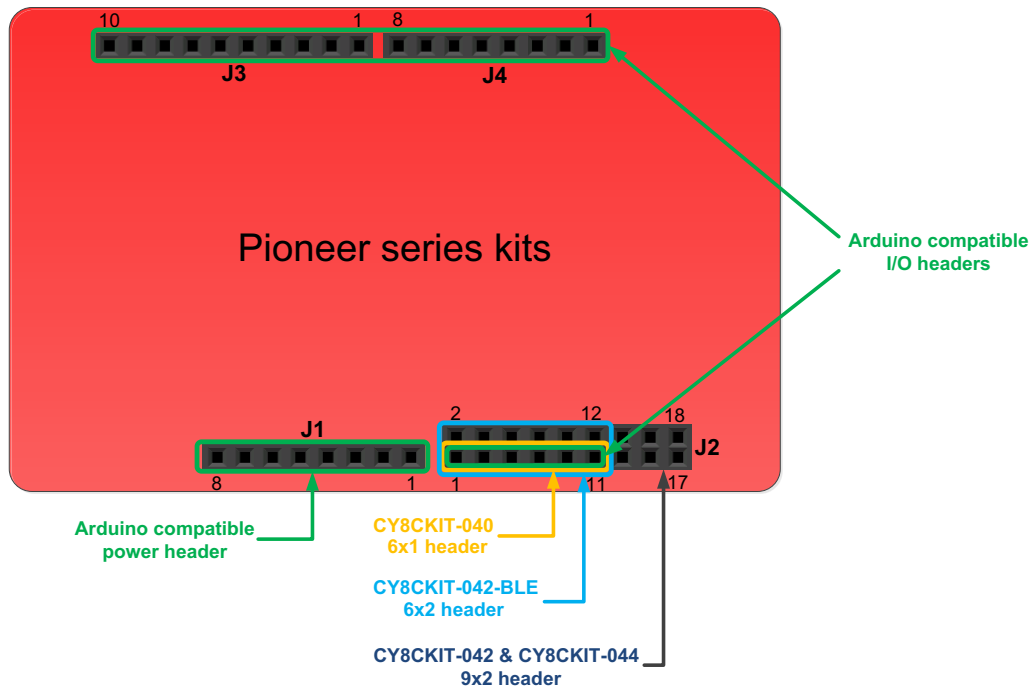 10 1 8 1
J3 J4
Pioneer series kits
Arduino compatible
I/O headers
2 12 18
J1
J2
8 1 1 11 17
Arduino compatible
power header
CY8CKIT-040
6x1 header
CY8CKIT-042-BLE
6x2 header
CY8CKIT-042 & CY8CKIT-044
9x2 header